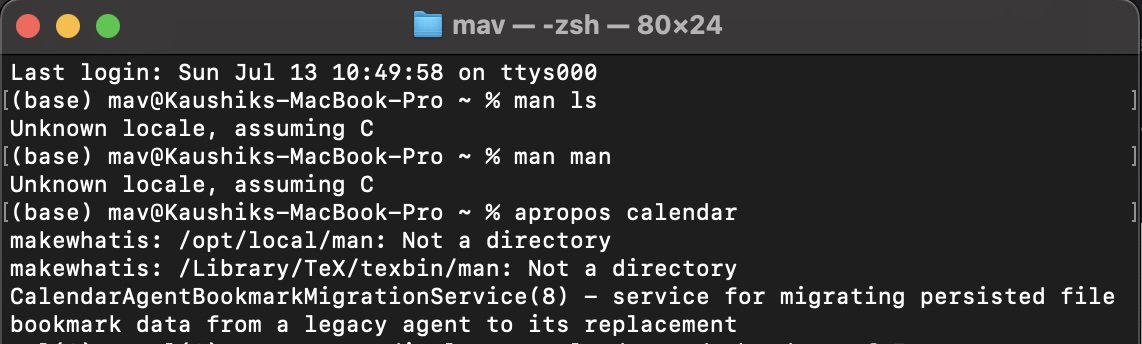 mav — -zsh — 80×24
Last login: Sun Jul 13 10:49:58 on ttys000
[(base) mav@Kaushiks-MacBook-Pro ~ % man ls ]
Unknown locale, assuming C
[(base) mav@Kaushiks-MacBook-Pro ~ % man man ]
Unknown locale, assuming C
[(base) mav@Kaushiks-MacBook-Pro ~ % apropos calendar ]
makewhatis: /opt/local/man: Not a directory
makewhatis: /Library/TeX/texbin/man: Not a directory
CalendarAgentBookmarkMigrationService(8) - service for migrating persisted file
bookmark data from a legacy agent to its replacement